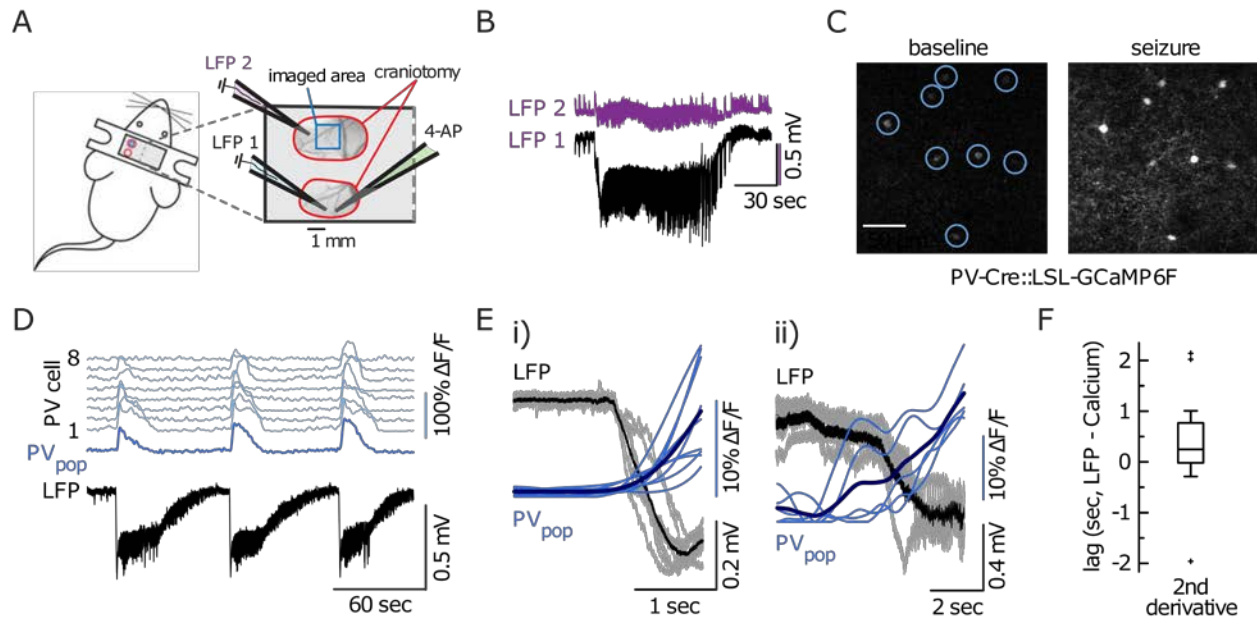 A
LFP 2
imaged area
craniotomy
LFP 1
4-AP
1 mm
B
LFP 2
LFP 1
0.5 mV
30 sec
C
baseline
seizure
PV-Cre::LSL-GCaMP6F
D
8
PV cell
1
100% ΔF/F
PVpop
LFP
0.5 mV
60 sec
E
i)
LFP
10% ΔF/F
PVpop
0.2 mV
1 sec
ii)
LFP
10% ΔF/F
PVpop
0.4 mV
2 sec
F
lag (sec, LFP - Calcium)
2
1
0
-1
-2
2nd
derivative